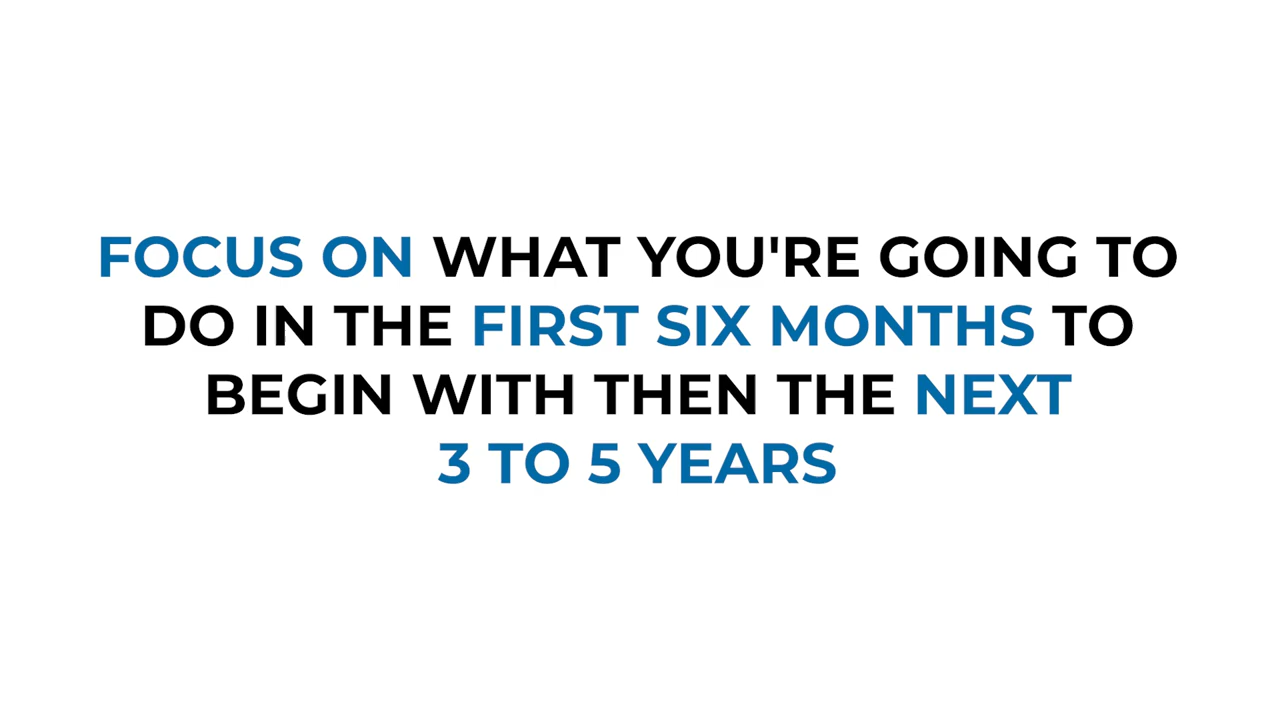 FOCUS ON WHAT YOU'RE GOING TO
DO IN THE FIRST SIX MONTHS TO
BEGIN WITH THEN THE NEXT
3 TO 5 YEARS